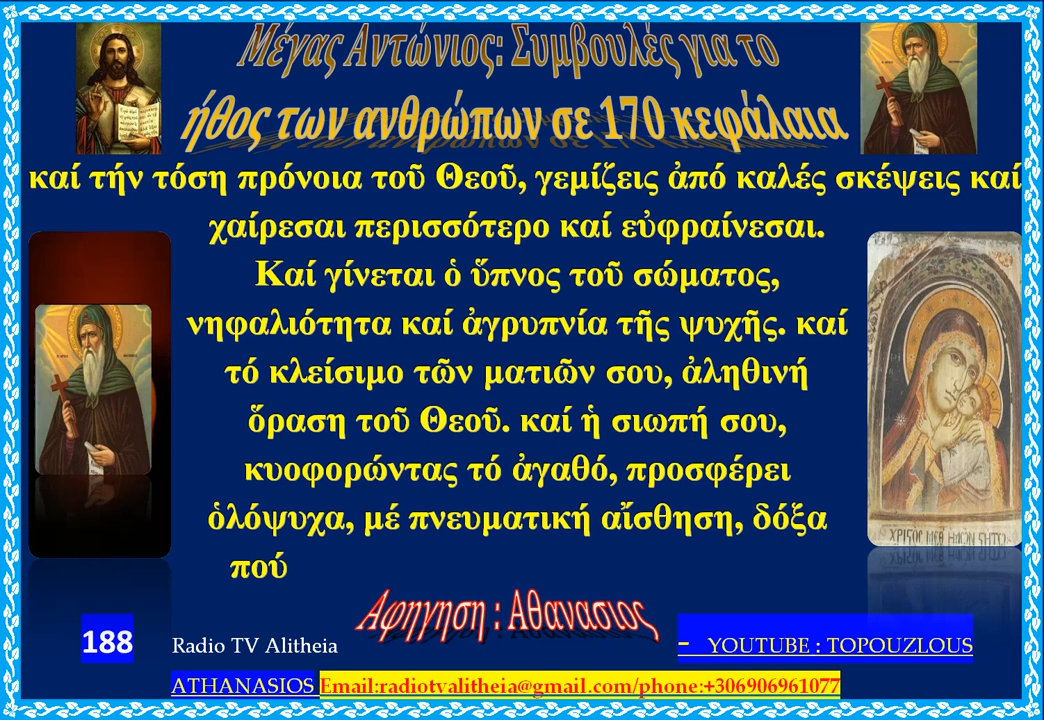 Μέγας Αντώνιος: Συμβουλές για το
ήθος των ανθρώπων σε 170 κεφάλαια
καί τήν τόση πρόνοια τοῦ Θεοῦ, γεμίζεις ἀπό καλές σκέψεις καί
χαίρεσαι περισσότερο καί εὐφραίνεσαι.
Καί γίνεται ὁ ὕπνος τοῦ σώματος,
νηφαλιότητα καί ἀγρυπνία τῆς ψυχῆς. καί
τό κλείσιμο τῶν ματιῶν σου, ἀληθινή
ὅραση τοῦ Θεοῦ. καί ἡ σιωπή σου,
κυοφορώντας τό ἀγαθό, προσφέρει
ὁλόψυχα, μέ πνευματική αἴσθηση, δόξα
πού
Αφηγηση : Αθανασιος
188 Radio TV Alitheia - YOUTUBE : TOPOUZLOUS
ATHANASIOS Email:radiotvalitheia@gmail.com/phone:+306906961077